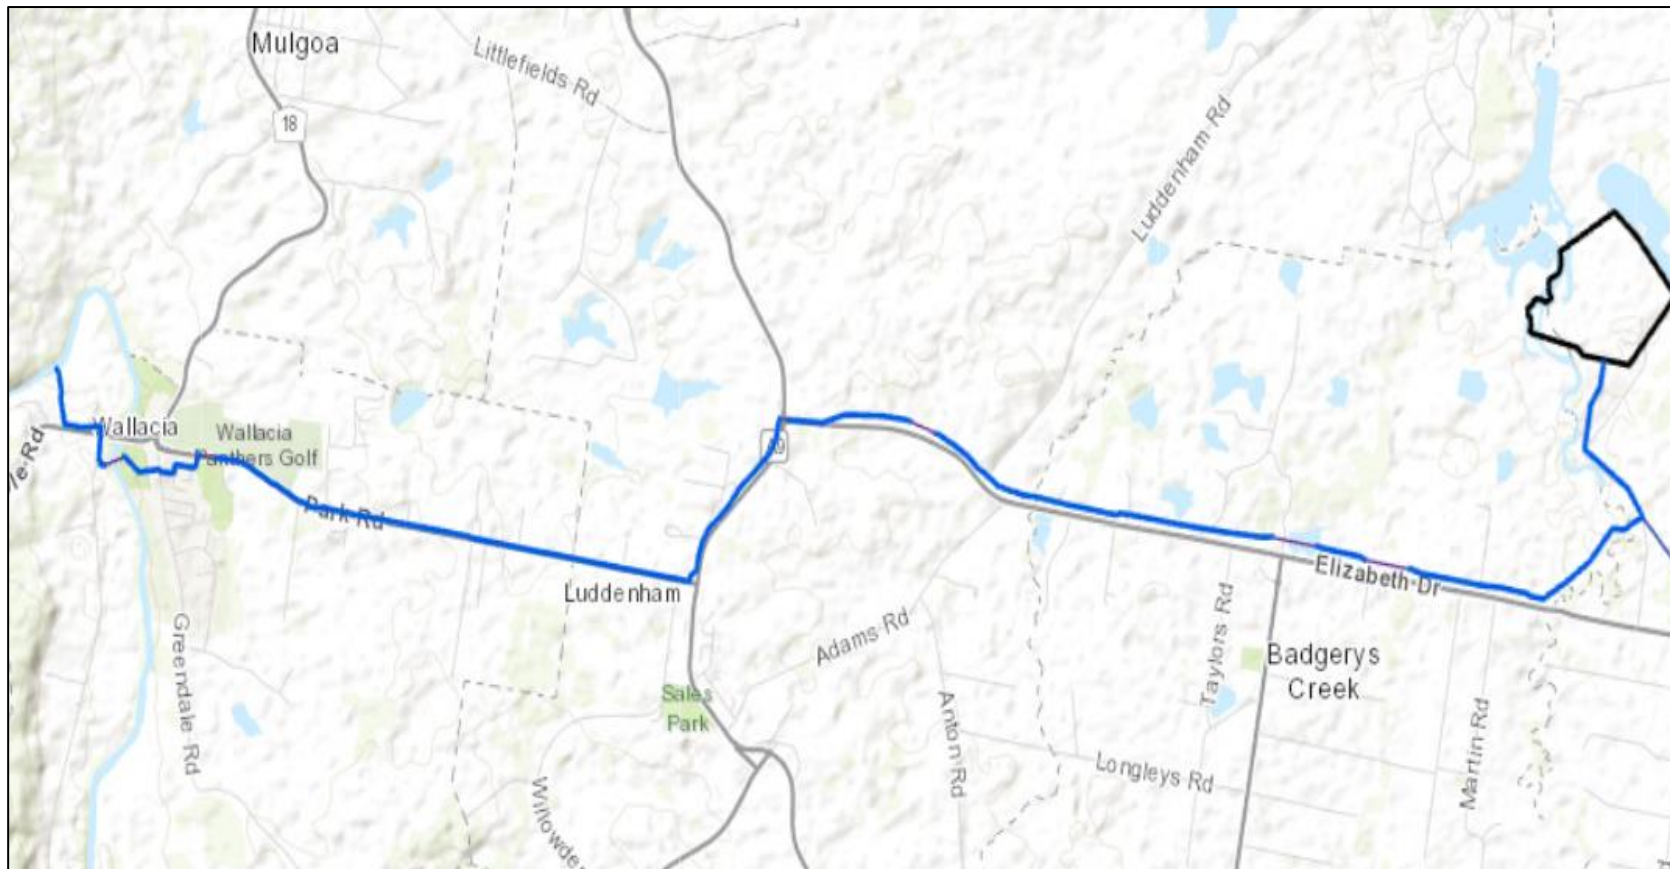 Mulgoa
Littlefields Rd
18
Luddenham Rd
Wallacia
Wallacia
Panthers Golf
Park Rd
Luddenham
Elizabeth Dr
Adams Rd
Taylors Rd
Badgerys
Creek
Greendale Rd
Sales
Park
Anton Rd
Longleys Rd
Martin Rd